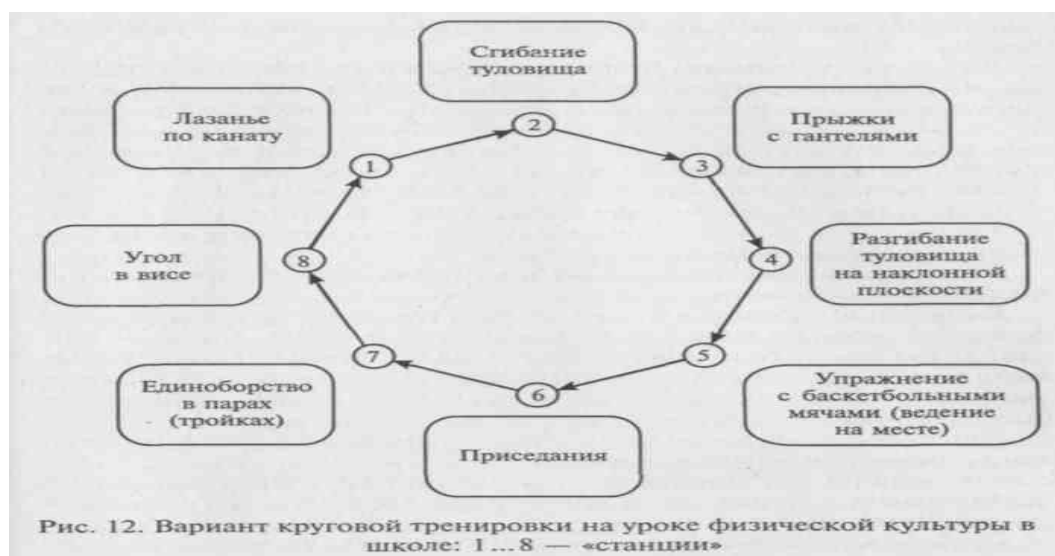 Сгибание
туловища
Лазанье
по канату
Прыжки
с гантелями
2
1
3
Угол
в висе
8
4
Разгибание
туловища
на наклонной
плоскости
7
5
6
Единоборство
в парах
(тройках)
Упражнение
с баскетбольными
мячами (ведение
на месте)
Приседания
Рис. 12. Вариант круговой тренировки на уроке физической культуры в
школе: 1...8 — «станции»